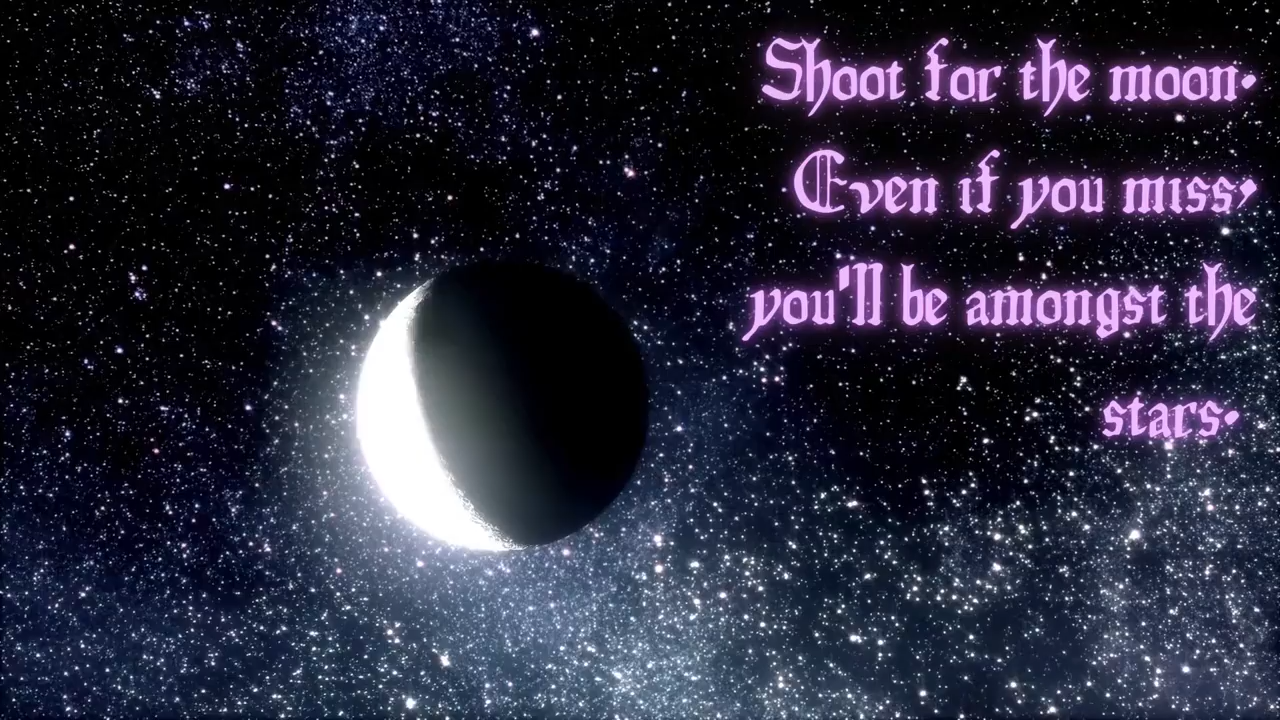 Shoot for the moon.
Even if you miss,
you'll be amongst the
stars.